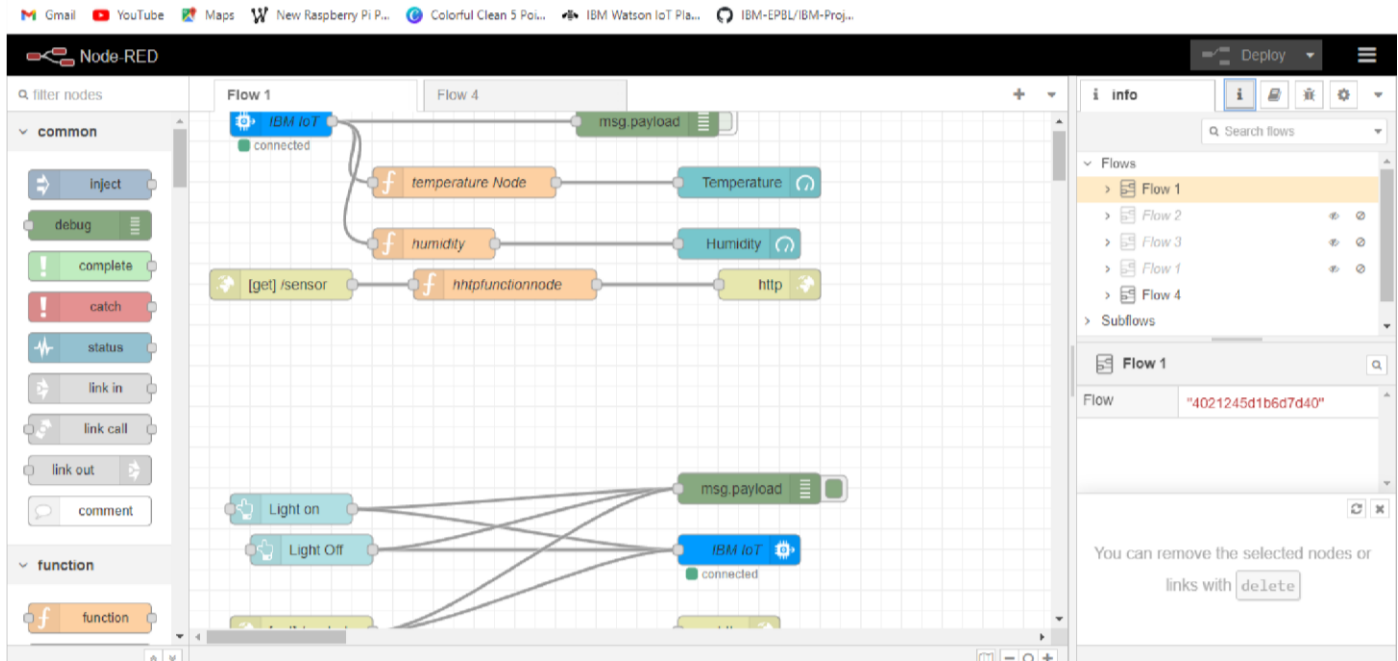 Gmail YouTube Maps New Raspberry Pi P... Colorful Clean 5 Poi... IBM Watson IoT Pla... IBM-EPBL/IBM-Proj...
Node-RED
Deploy
filter nodes
common
inject
debug
complete
catch
status
link in
link call
link out
comment
function
function
Flow 1
Flow 4
IBM IoT
connected
msg.payload
temperature Node
Temperature
humidity
Humidity
[get] /sensor
hhtpfunctionnode
http
msg.payload
Light on
Light Off
IBM IoT
connected
i info
i
Search flows
Flows
Flow 1
Flow 2
Flow 3
Flow 1
Flow 4
Subflows
Flow 1
Flow "4021245d1b6d7d40"
You can remove the selected nodes or
links with delete